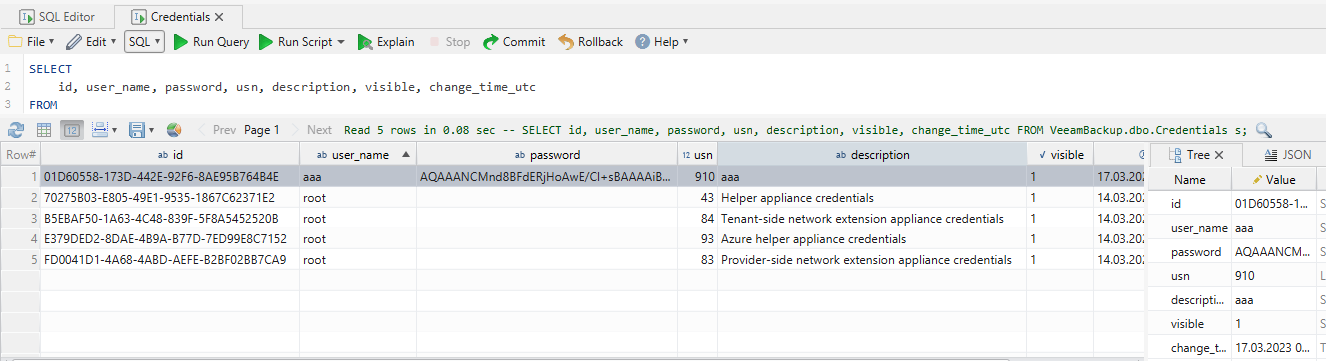 SQL Editor Credentials
File Edit SQL Run Query Run Script Explain Stop Commit Rollback Help
1 SELECT
2 id, user_name, password, usn, description, visible, change_time_utc
3 FROM
12 Prev Page 1 Next Read 5 rows in 0.08 sec -- SELECT id, user_name, password, usn, description, visible, change_time_utc FROM VeeamBackup.dbo.Credentials s;
Row# ab id ab user_name ab password 12 usn ab description √ visible
1 01D60558-173D-442E-92F6-8AE95B764B4E aaa AQAAANCMnd8BFdERjHoAwE/Cl+sBAAAAiB... 910 aaa 1 17.03.202
2 70275B03-E805-49E1-9535-1867C62371E2 root 43 Helper appliance credentials 1 14.03.202
3 B5EBAF50-1A63-4C48-839F-5F8A5452520B root 84 Tenant-side network extension appliance credentials 1 14.03.202
4 E379DED2-8DAE-4B9A-B77D-7ED99E8C7152 root 93 Azure helper appliance credentials 1 14.03.202
5 FD0041D1-4A68-4ABD-AEFE-B2BF02BB7CA9 root 83 Provider-side network extension appliance credentials 1 14.03.202
Tree JSON
Name Value
id 01D60558-1... S
user_name aaa S
password AQAAANCM... S
usn 910 L
descripti... aaa S
visible 1 S
change_t... 17.03.2023 0... T